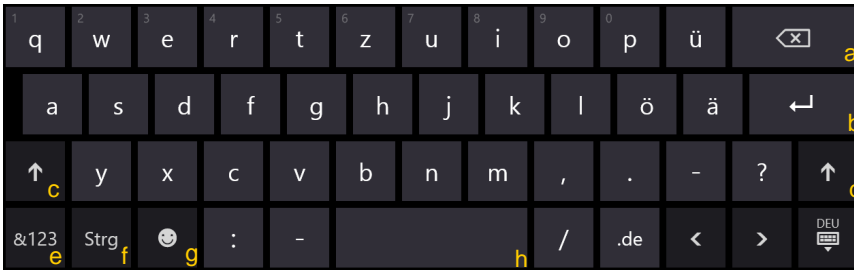 1 2 3 4 5 6 7 8 9 0
q w e r t z u i o p ü a
a s d f g h j k l ö ä b
c y x c v b n m , . - ? d
&123 e Strg f g : - h / .de < > DEU